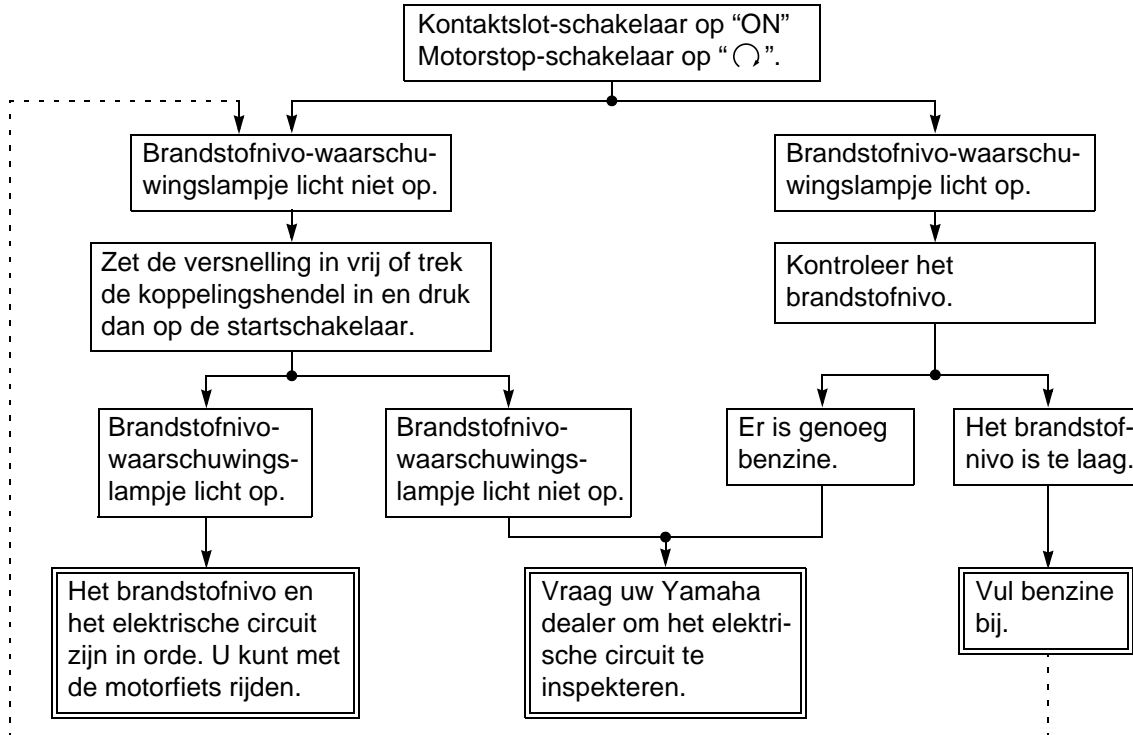 Kontaktslot-schakelaar op “ON”
Motorstop-schakelaar op “ ”.
Brandstofnivo-waarschu-
wingslampje licht niet op.
Brandstofnivo-waarschu-
wingslampje licht op.
Zet de versnelling in vrij of trek
de koppelingshendel in en druk
dan op de startschakelaar.
Kontroleer het
brandstofnivo.
Brandstofnivo-
waarschuwings-
lampje licht op.
Brandstofnivo-
waarschuwings-
lampje licht niet op.
Er is genoeg
benzine.
Het brandstof-
nivo is te laag.
Het brandstofnivo en
het elektrische circuit
zijn in orde. U kunt met
de motorfiets rijden.
Vraag uw Yamaha
dealer om het elektri-
sche circuit te
inspekteren.
Vul benzine
bij.